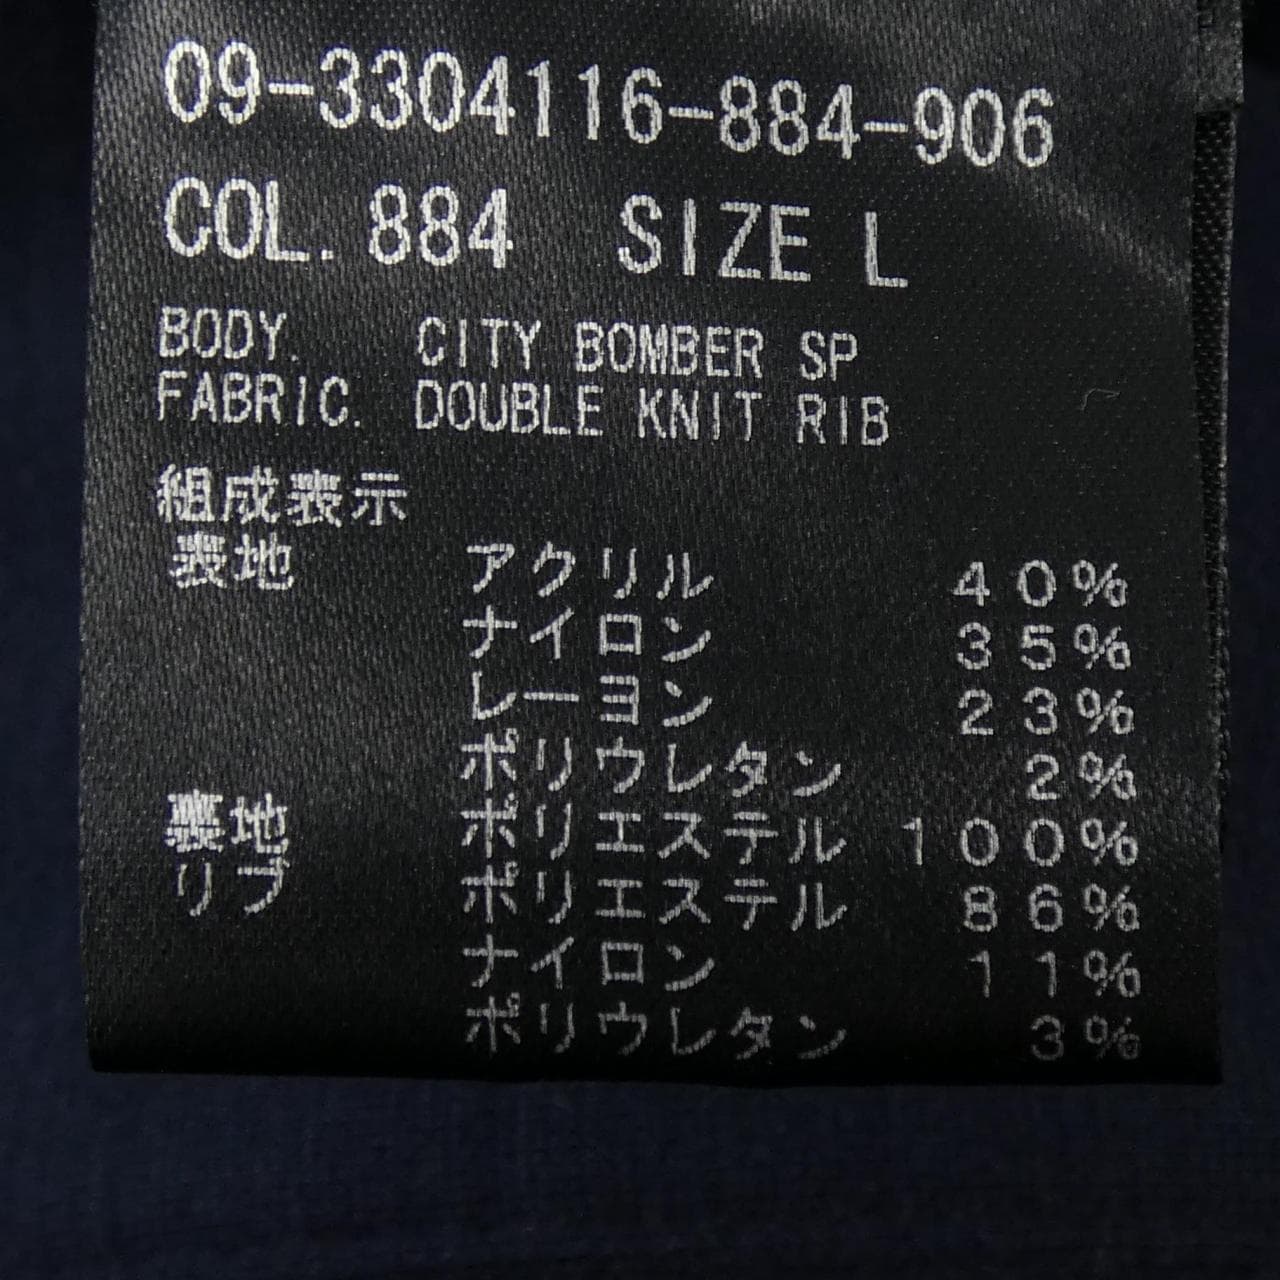 09-3304116-884-906
COL. 884 SIZE L
BODY. CITY BOMBER SP
FABRIC. DOUBLE KNIT RIB
組成表示
表地 アクリル 40%
ナイロン 35%
レーヨン 23%
ポリウレタン 2%
裏地 ポリエステル 100%
リブ ポリエステル 86%
ナイロン 11%
ポリウレタン 3%